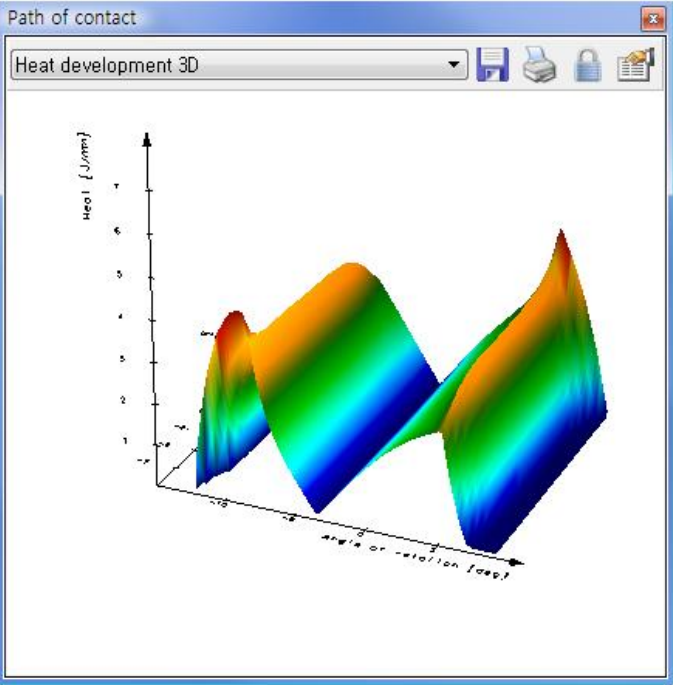 Path of contact
Heat development 3D
Heat [J/mm]
7
6
5
4
3
2
1
angle of rotation [deg]